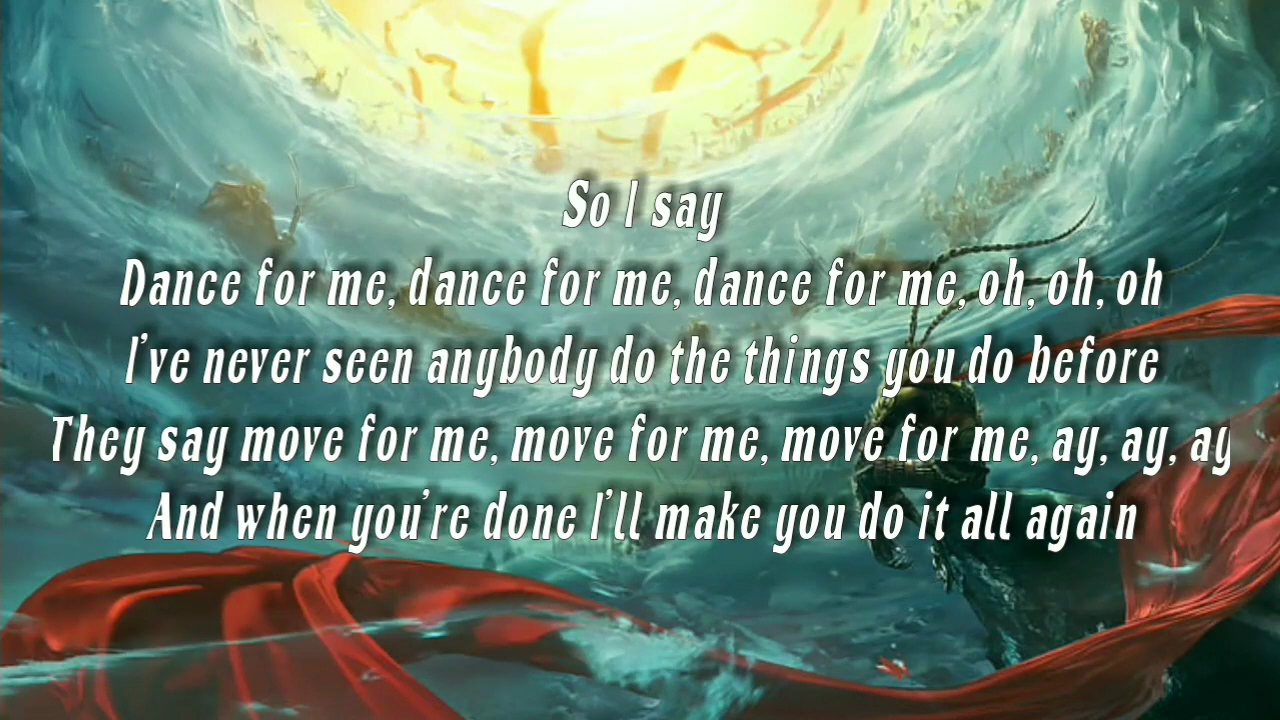 So I say
Dance for me, dance for me, dance for me, oh, oh, oh
I've never seen anybody do the things you do before
They say move for me, move for me, move for me, ay, ay, ay
And when you're done I'll make you do it all again